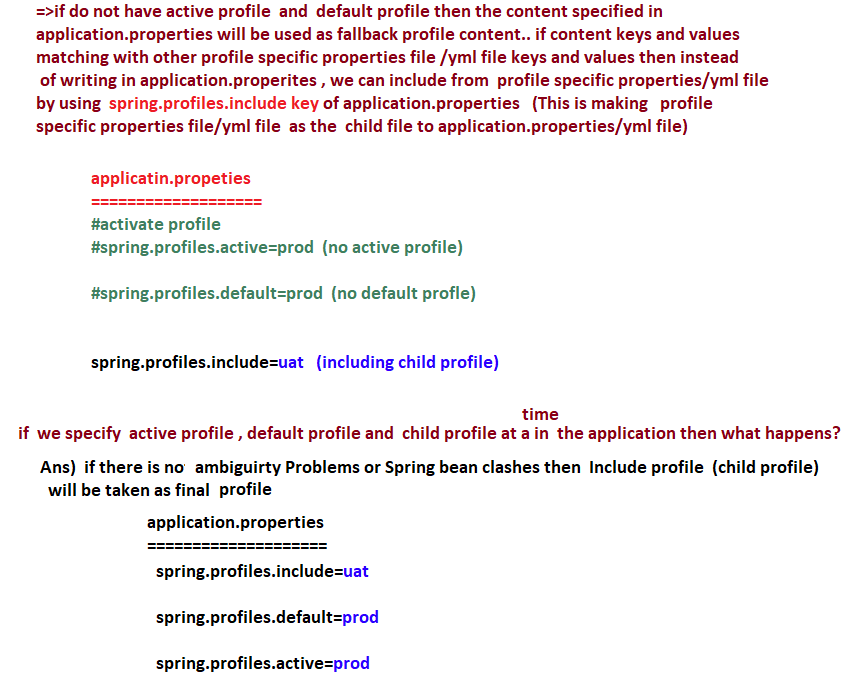 =>if do not have active profile and default profile then the content specified in
application.properties will be used as fallback profile content.. if content keys and values
matching with other profile specific properties file /yml file keys and values then instead
of writing in application.properites , we can include from profile specific properties/yml file
by using spring.profiles.include key of application.properties (This is making profile
specific properties file/yml file as the child file to application.properties/yml file)
applicatin.propeties
===================
#activate profile
#spring.profiles.active=prod (no active profile)
#spring.profiles.default=prod (no default profle)
spring.profiles.include=uat (including child profile)
time
if we specify active profile , default profile and child profile at a in the application then what happens?
Ans) if there is no ambiguirty Problems or Spring bean clashes then Include profile (child profile)
will be taken as final profile
application.properties
====================
spring.profiles.include=uat
spring.profiles.default=prod
spring.profiles.active=prod